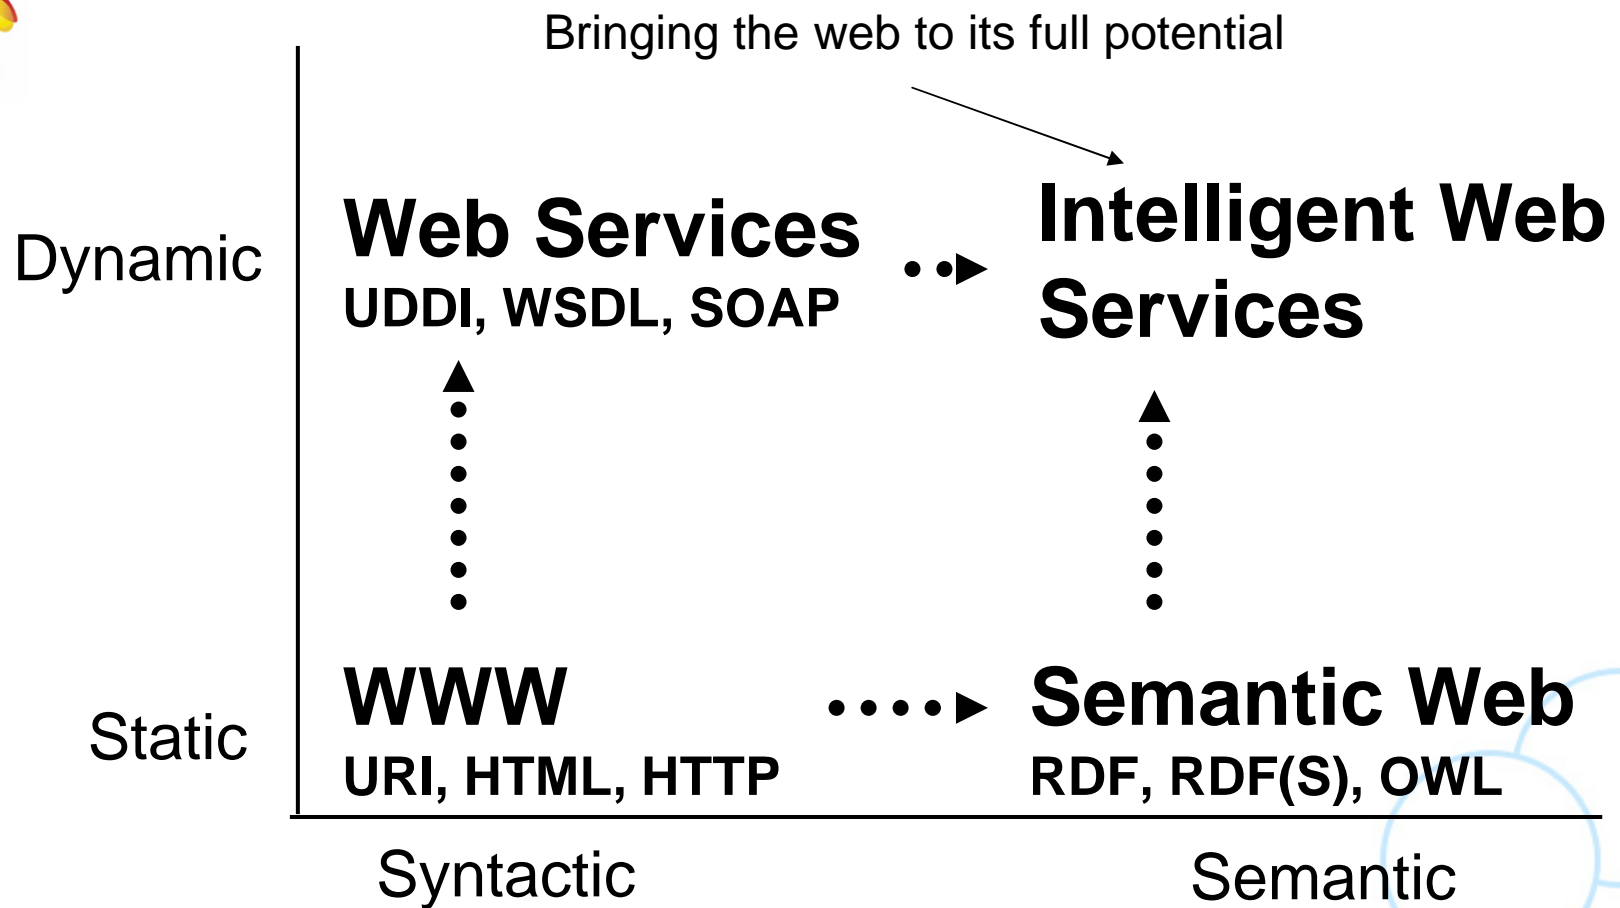 Bringing the web to its full potential
Dynamic
Web Services
UDDI, WSDL, SOAP
Intelligent Web
Services
Static
WWW
URI, HTML, HTTP
Semantic Web
RDF, RDF(S), OWL
Syntactic
Semantic